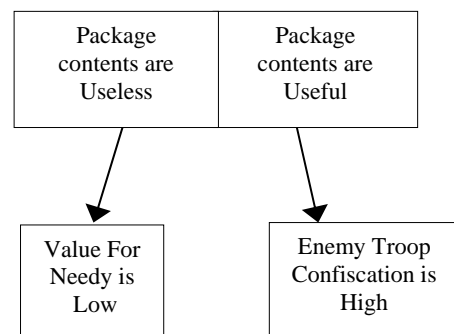 Package
contents are
Useless
Package
contents are
Useful
Value For
Needy is
Low
Enemy Troop
Confiscation is
High